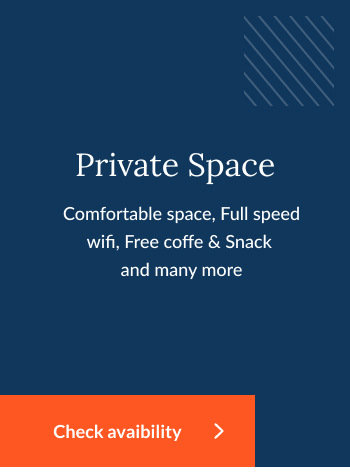 Private Space
Comfortable space, Full speed
wifi, Free coffe & Snack
and many more
Check avaibility